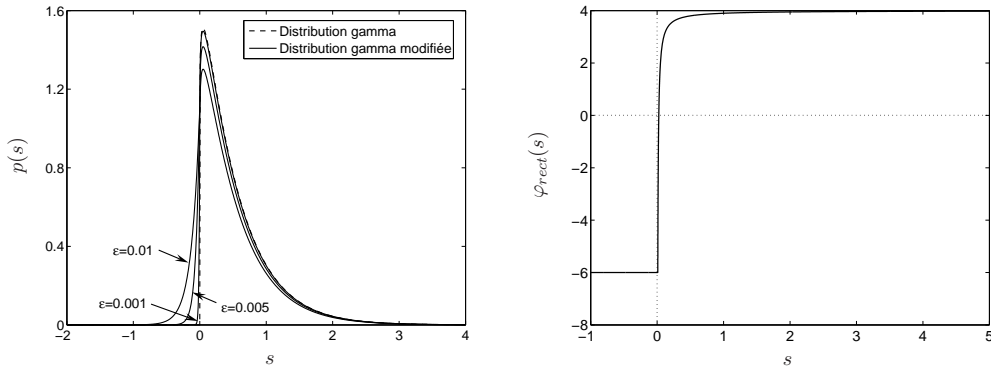 1.6
1.2
0.8
0.4
0
−2
−1
0
1
2
3
4
p(s)
s
Distribution gamma
Distribution gamma modifiée
ε=0.01
ε=0.001
ε=0.005
4
2
0
−2
−4
−6
−8
−1
0
1
2
3
4
5
φrect(s)
s